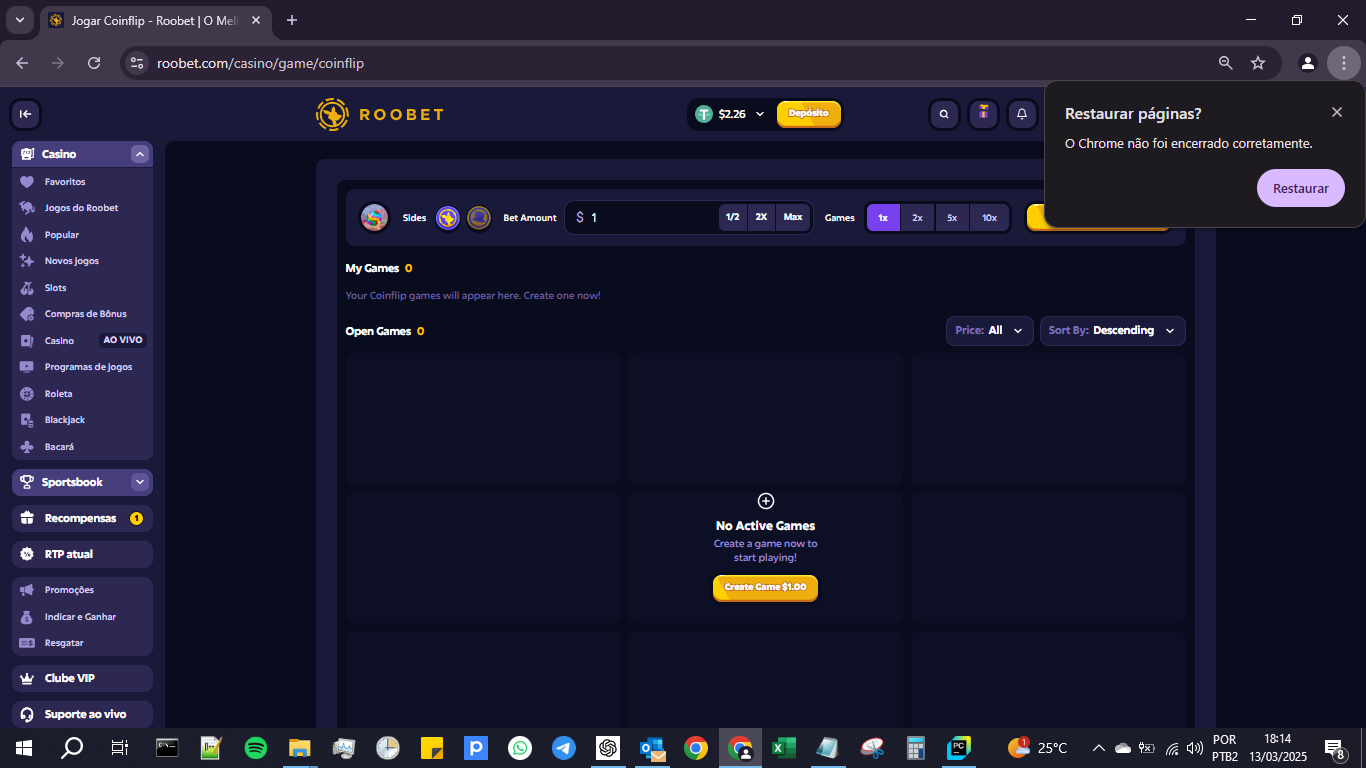 Jogar Coinflip - Roobet | O Mel
roobet.com/casino/game/coinflip
Restaurar páginas?
O Chrome não foi encerrado corretamente.
Restaurar
ROOBET
$2.26
Depósito
Casino
Favoritos
Jogos do Roobet
Popular
Novos jogos
Slots
Compras de Bônus
Casino AO VIVO
Programas de jogos
Roleta
Blackjack
Bacará
Sportsbook
Recompensas 1
RTP atual
Promoções
Indicar e Ganhar
Resgatar
Clube VIP
Suporte ao vivo
Sides Bet Amount $ 1 1/2 2X Max Games 1x 2x 5x 10x
My Games 0
Your Coinflip games will appear here. Create one now!
Open Games 0
Price: All
Sort By: Descending
No Active Games
Create a game now to
start playing!
Create Game $1.00
1
25°C
POR
PTB2
18:14
13/03/2025
8